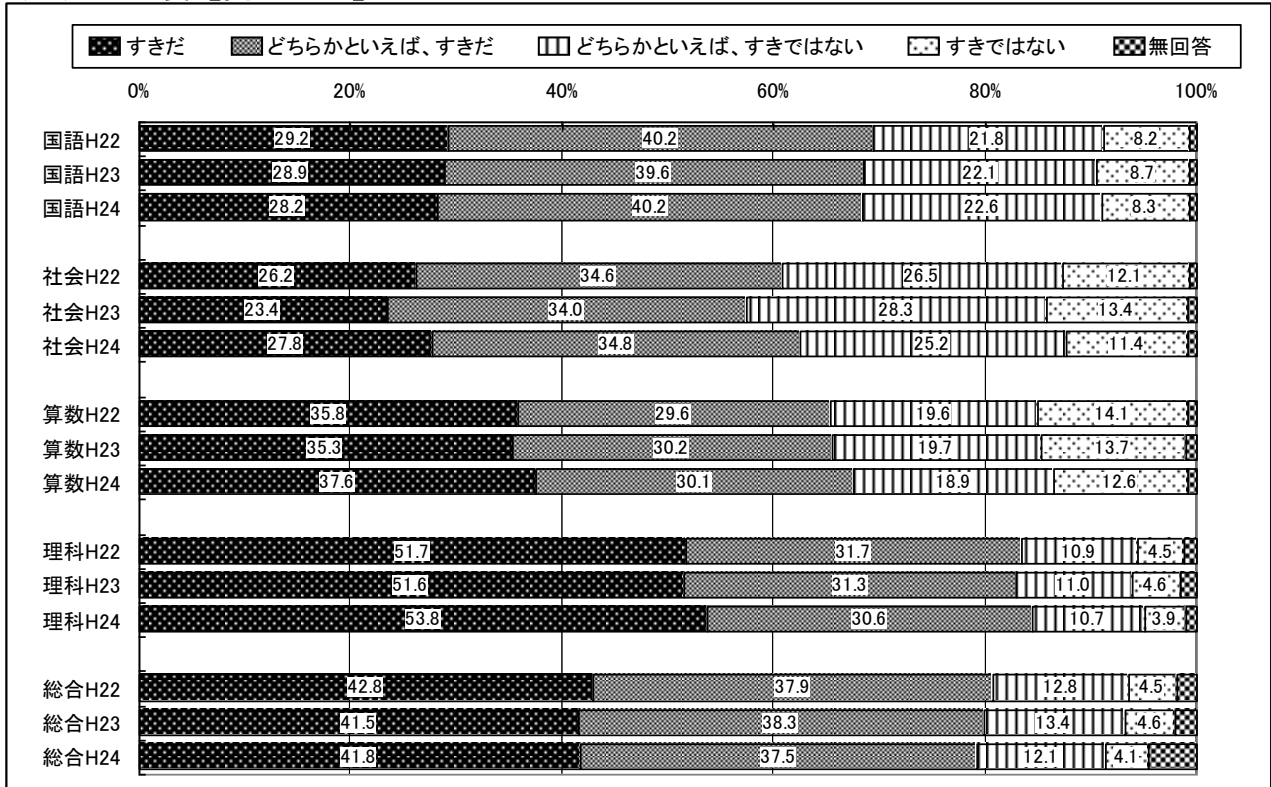 すきだ どちらかといえば、すきだ どちらかといえば、すきではない すきではない 無回答
0% 20% 40% 60% 80% 100%
国語H22 29.2 40.2 21.8 8.2
国語H23 28.9 39.6 22.1 8.7
国語H24 28.2 40.2 22.6 8.3
社会H22 26.2 34.6 26.5 12.1
社会H23 23.4 34.0 28.3 13.4
社会H24 27.8 34.8 25.2 11.4
算数H22 35.8 29.6 19.6 14.1
算数H23 35.3 30.2 19.7 13.7
算数H24 37.6 30.1 18.9 12.6
理科H22 51.7 31.7 10.9 4.5
理科H23 51.6 31.3 11.0 4.6
理科H24 53.8 30.6 10.7 3.9
総合H22 42.8 37.9 12.8 4.5
総合H23 41.5 38.3 13.4 4.6
総合H24 41.8 37.5 12.1 4.1